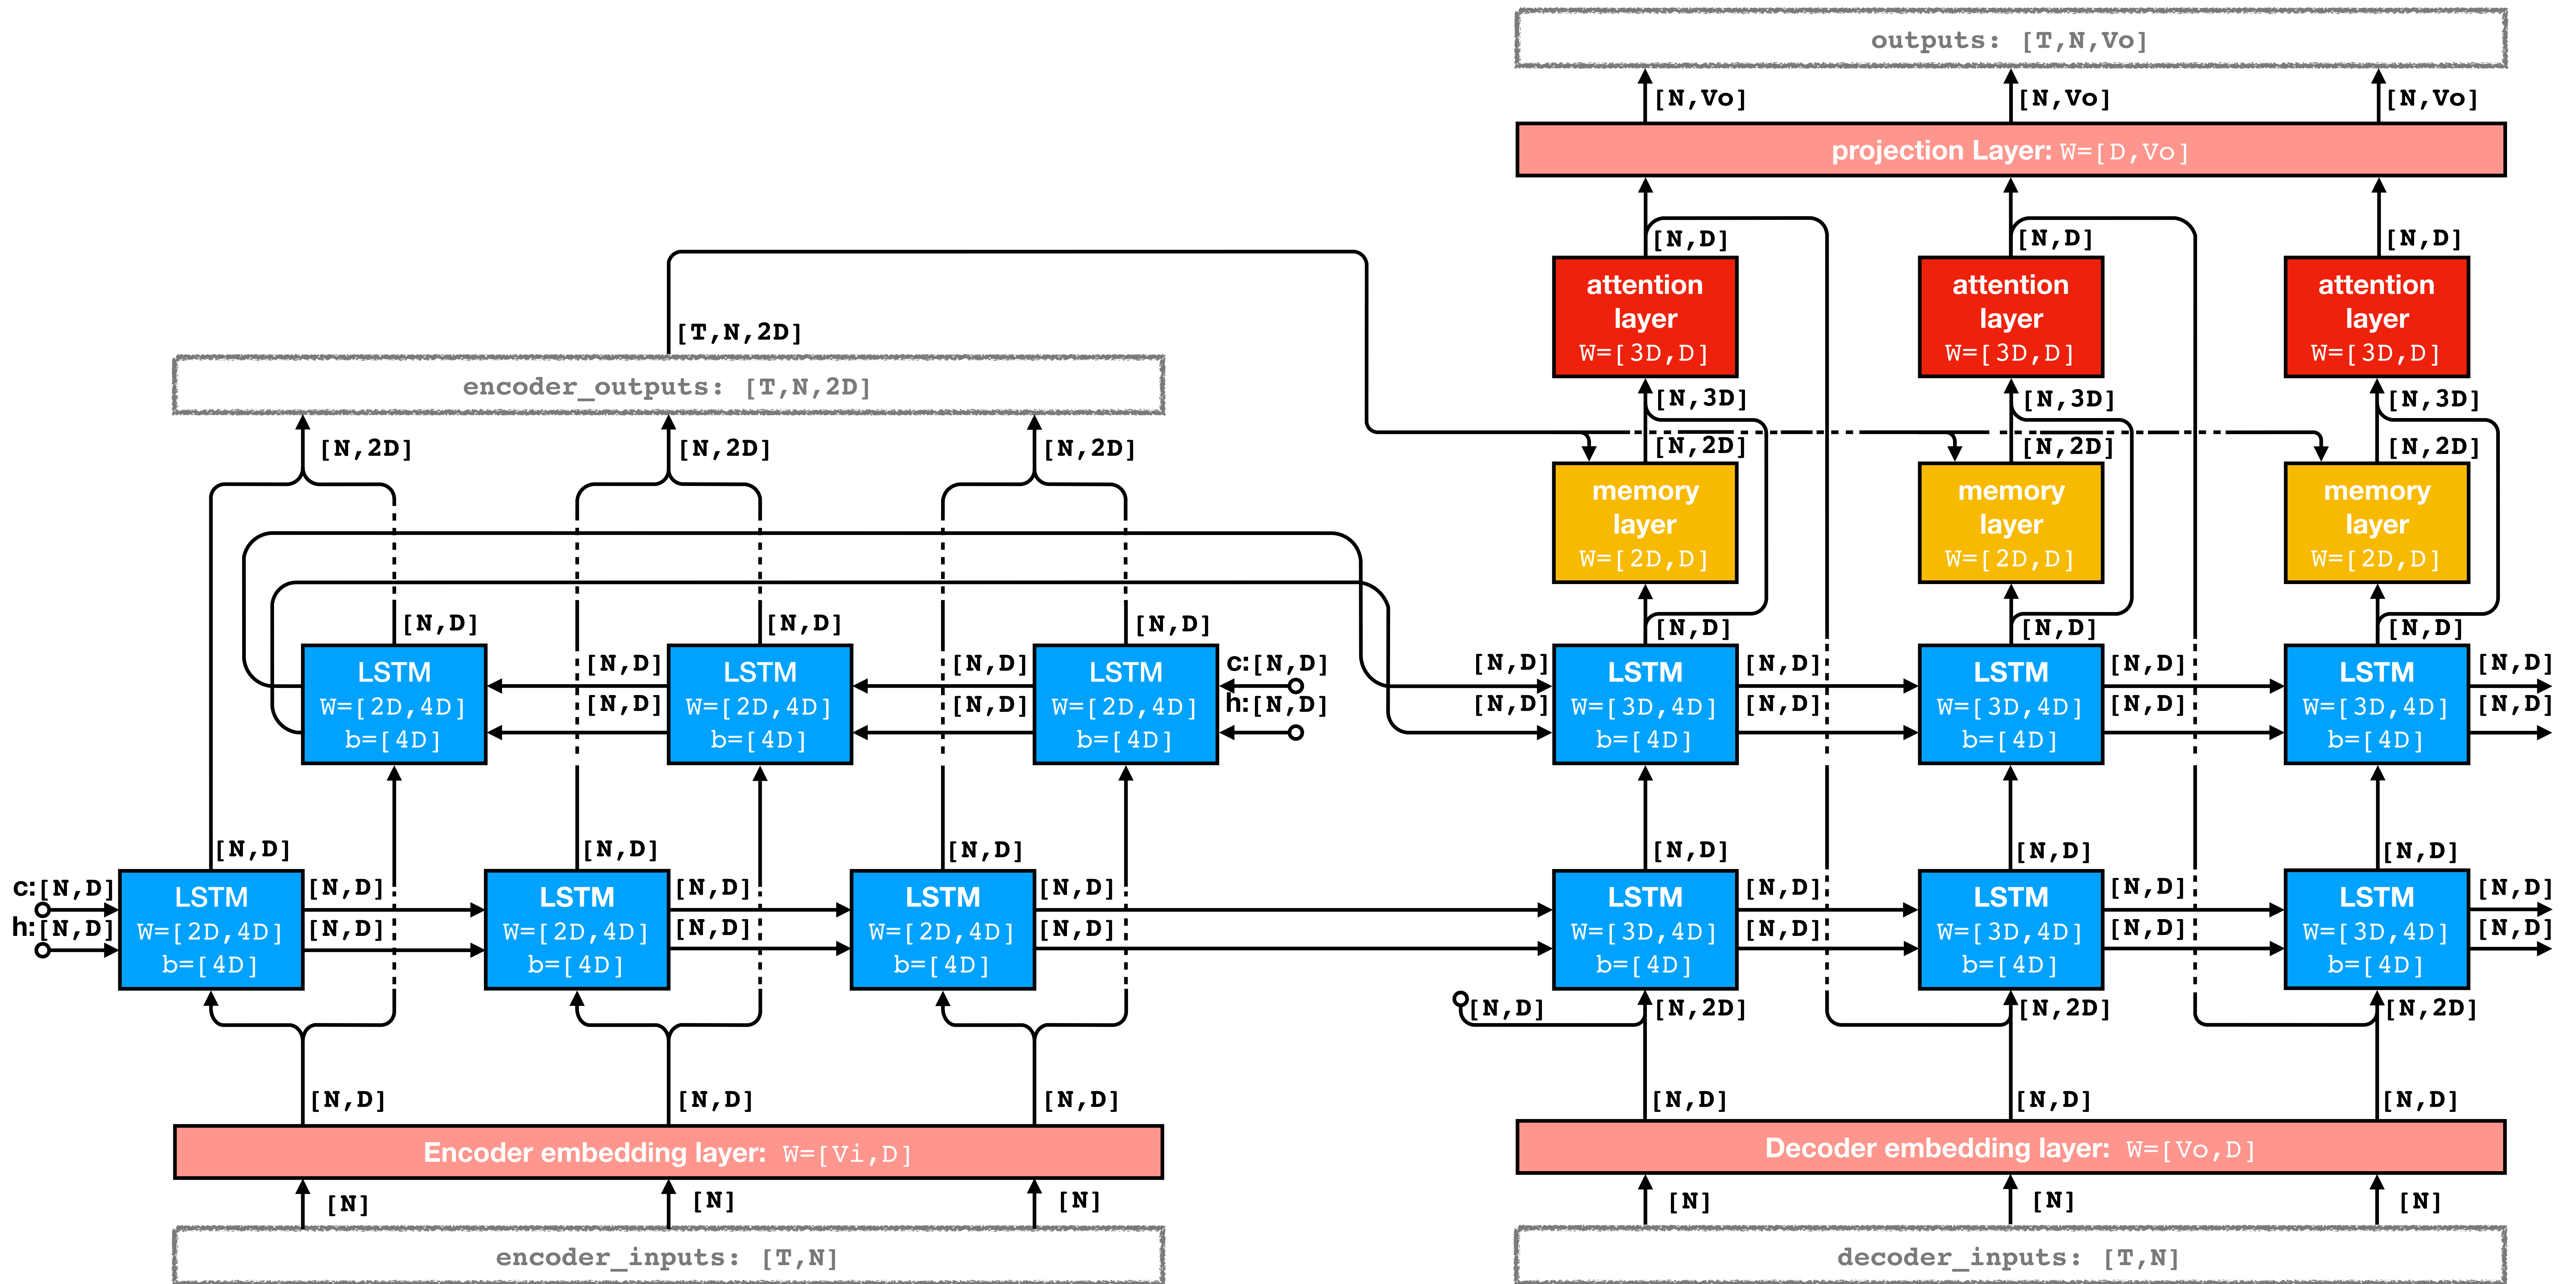 outputs: [T,N,Vo]
[N,Vo] [N,Vo] [N,Vo]
projection Layer: W=[D,Vo]
[N,D] [N,D] [N,D]
attention
layer
W=[3D,D]
attention
layer
W=[3D,D]
attention
layer
W=[3D,D]
[T,N,2D]
encoder_outputs: [T,N,2D]
[N,3D] [N,3D] [N,3D]
[N,2D] [N,2D] [N,2D]
[N,2D] [N,2D] [N,2D]
memory
layer
W=[2D,D]
memory
layer
W=[2D,D]
memory
layer
W=[2D,D]
[N,D] [N,D] [N,D]
[N,D] [N,D] [N,D]
LSTM
W=[2D,4D]
b=[4D]
[N,D]
[N,D]
LSTM
W=[2D,4D]
b=[4D]
[N,D]
[N,D]
LSTM
W=[2D,4D]
b=[4D]
c:[N,D]
h:[N,D]
[N,D]
[N,D]
LSTM
W=[3D,4D]
b=[4D]
[N,D]
[N,D]
LSTM
W=[3D,4D]
b=[4D]
[N,D]
[N,D]
LSTM
W=[3D,4D]
b=[4D]
[N,D]
[N,D]
[N,D] [N,D] [N,D]
[N,D] [N,D] [N,D]
c:[N,D]
h:[N,D]
LSTM
W=[2D,4D]
b=[4D]
[N,D]
[N,D]
LSTM
W=[2D,4D]
b=[4D]
[N,D]
[N,D]
LSTM
W=[2D,4D]
b=[4D]
[N,D]
[N,D]
LSTM
W=[3D,4D]
b=[4D]
[N,D]
[N,D]
LSTM
W=[3D,4D]
b=[4D]
[N,D]
[N,D]
LSTM
W=[3D,4D]
b=[4D]
[N,D]
[N,D]
[N,D] [N,2D] [N,2D] [N,2D]
[N,D] [N,D] [N,D]
[N,D] [N,D] [N,D]
Encoder embedding layer: W=[Vi,D]
Decoder embedding layer: W=[Vo,D]
[N] [N] [N]
[N] [N] [N]
encoder_inputs: [T,N]
decoder_inputs: [T,N]